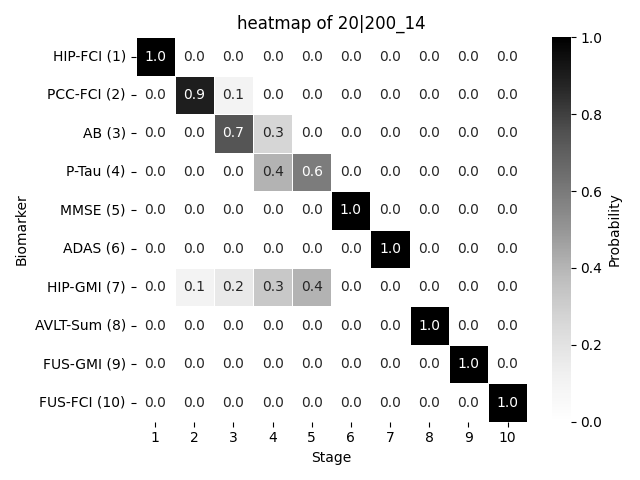 heatmap of 20|200_14
HIP-FCI (1) 1.0 0.0 0.0 0.0 0.0 0.0 0.0 0.0 0.0 0.0
PCC-FCI (2) 0.0 0.9 0.1 0.0 0.0 0.0 0.0 0.0 0.0 0.0
AB (3) 0.0 0.0 0.7 0.3 0.0 0.0 0.0 0.0 0.0 0.0
P-Tau (4) 0.0 0.0 0.0 0.4 0.6 0.0 0.0 0.0 0.0 0.0
MMSE (5) 0.0 0.0 0.0 0.0 0.0 1.0 0.0 0.0 0.0 0.0
ADAS (6) 0.0 0.0 0.0 0.0 0.0 0.0 1.0 0.0 0.0 0.0
HIP-GMI (7) 0.0 0.1 0.2 0.3 0.4 0.0 0.0 0.0 0.0 0.0
AVLT-Sum (8) 0.0 0.0 0.0 0.0 0.0 0.0 0.0 1.0 0.0 0.0
FUS-GMI (9) 0.0 0.0 0.0 0.0 0.0 0.0 0.0 0.0 1.0 0.0
FUS-FCI (10) 0.0 0.0 0.0 0.0 0.0 0.0 0.0 0.0 0.0 1.0
1 2 3 4 5 6 7 8 9 10
Stage
Biomarker
1.0
0.8
0.6
0.4
0.2
0.0
Probability